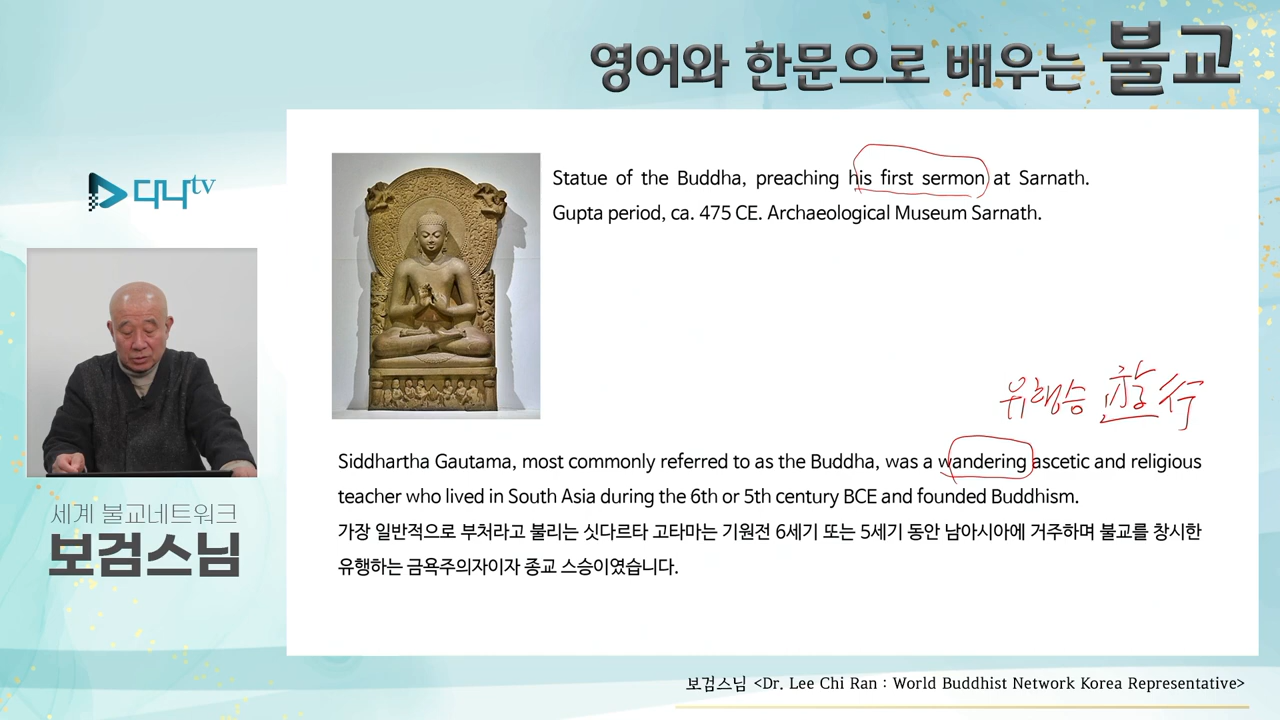 영어와 한문으로 배우는 불교
디나tv
Statue of the Buddha, preaching his first sermon at Sarnath.
Gupta period, ca. 475 CE. Archaeological Museum Sarnath.
유행승 遊行
Siddhartha Gautama, most commonly referred to as the Buddha, was a wandering ascetic and religious
teacher who lived in South Asia during the 6th or 5th century BCE and founded Buddhism.
가장 일반적으로 부처라고 불리는 싯다르타 고타마는 기원전 6세기 또는 5세기 동안 남아시아에 거주하며 불교를 창시한
유행하는 금욕주의자이자 종교 스승이였습니다.
세계 불교네트워크
보검스님
보검스님 <Dr. Lee Chi Ran : World Buddhist Network Korea Representative>